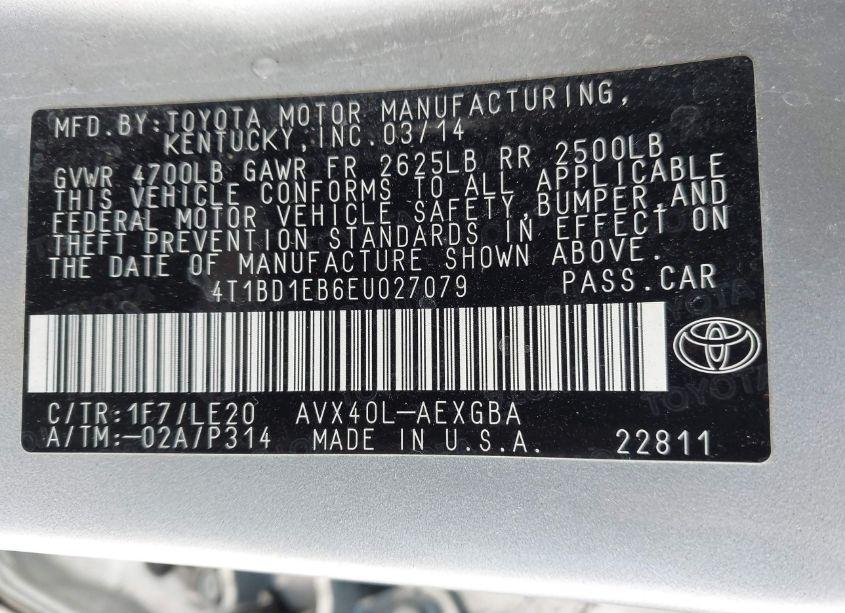 MFD.BY:TOYOTA MOTOR MANUFACTURING,
KENTUCKY,INC.03/14
GVWR 4700LB GAWR FR 2625LB RR 2500LB
THIS VEHICLE CONFORMS TO ALL APPLICABLE
FEDERAL MOTOR VEHICLE SAFETY,BUMPER,AND
THEFT PREVENTION STANDARDS IN EFFECT ON
THE DATE OF MANUFACTURE SHOWN ABOVE.
4T1BD1EB6EU027079 PASS.CAR
C/TR:1F7/LE20 AVX40L-AEXGBA
A/TM:-02A/P314 MADE IN U.S.A. 22811